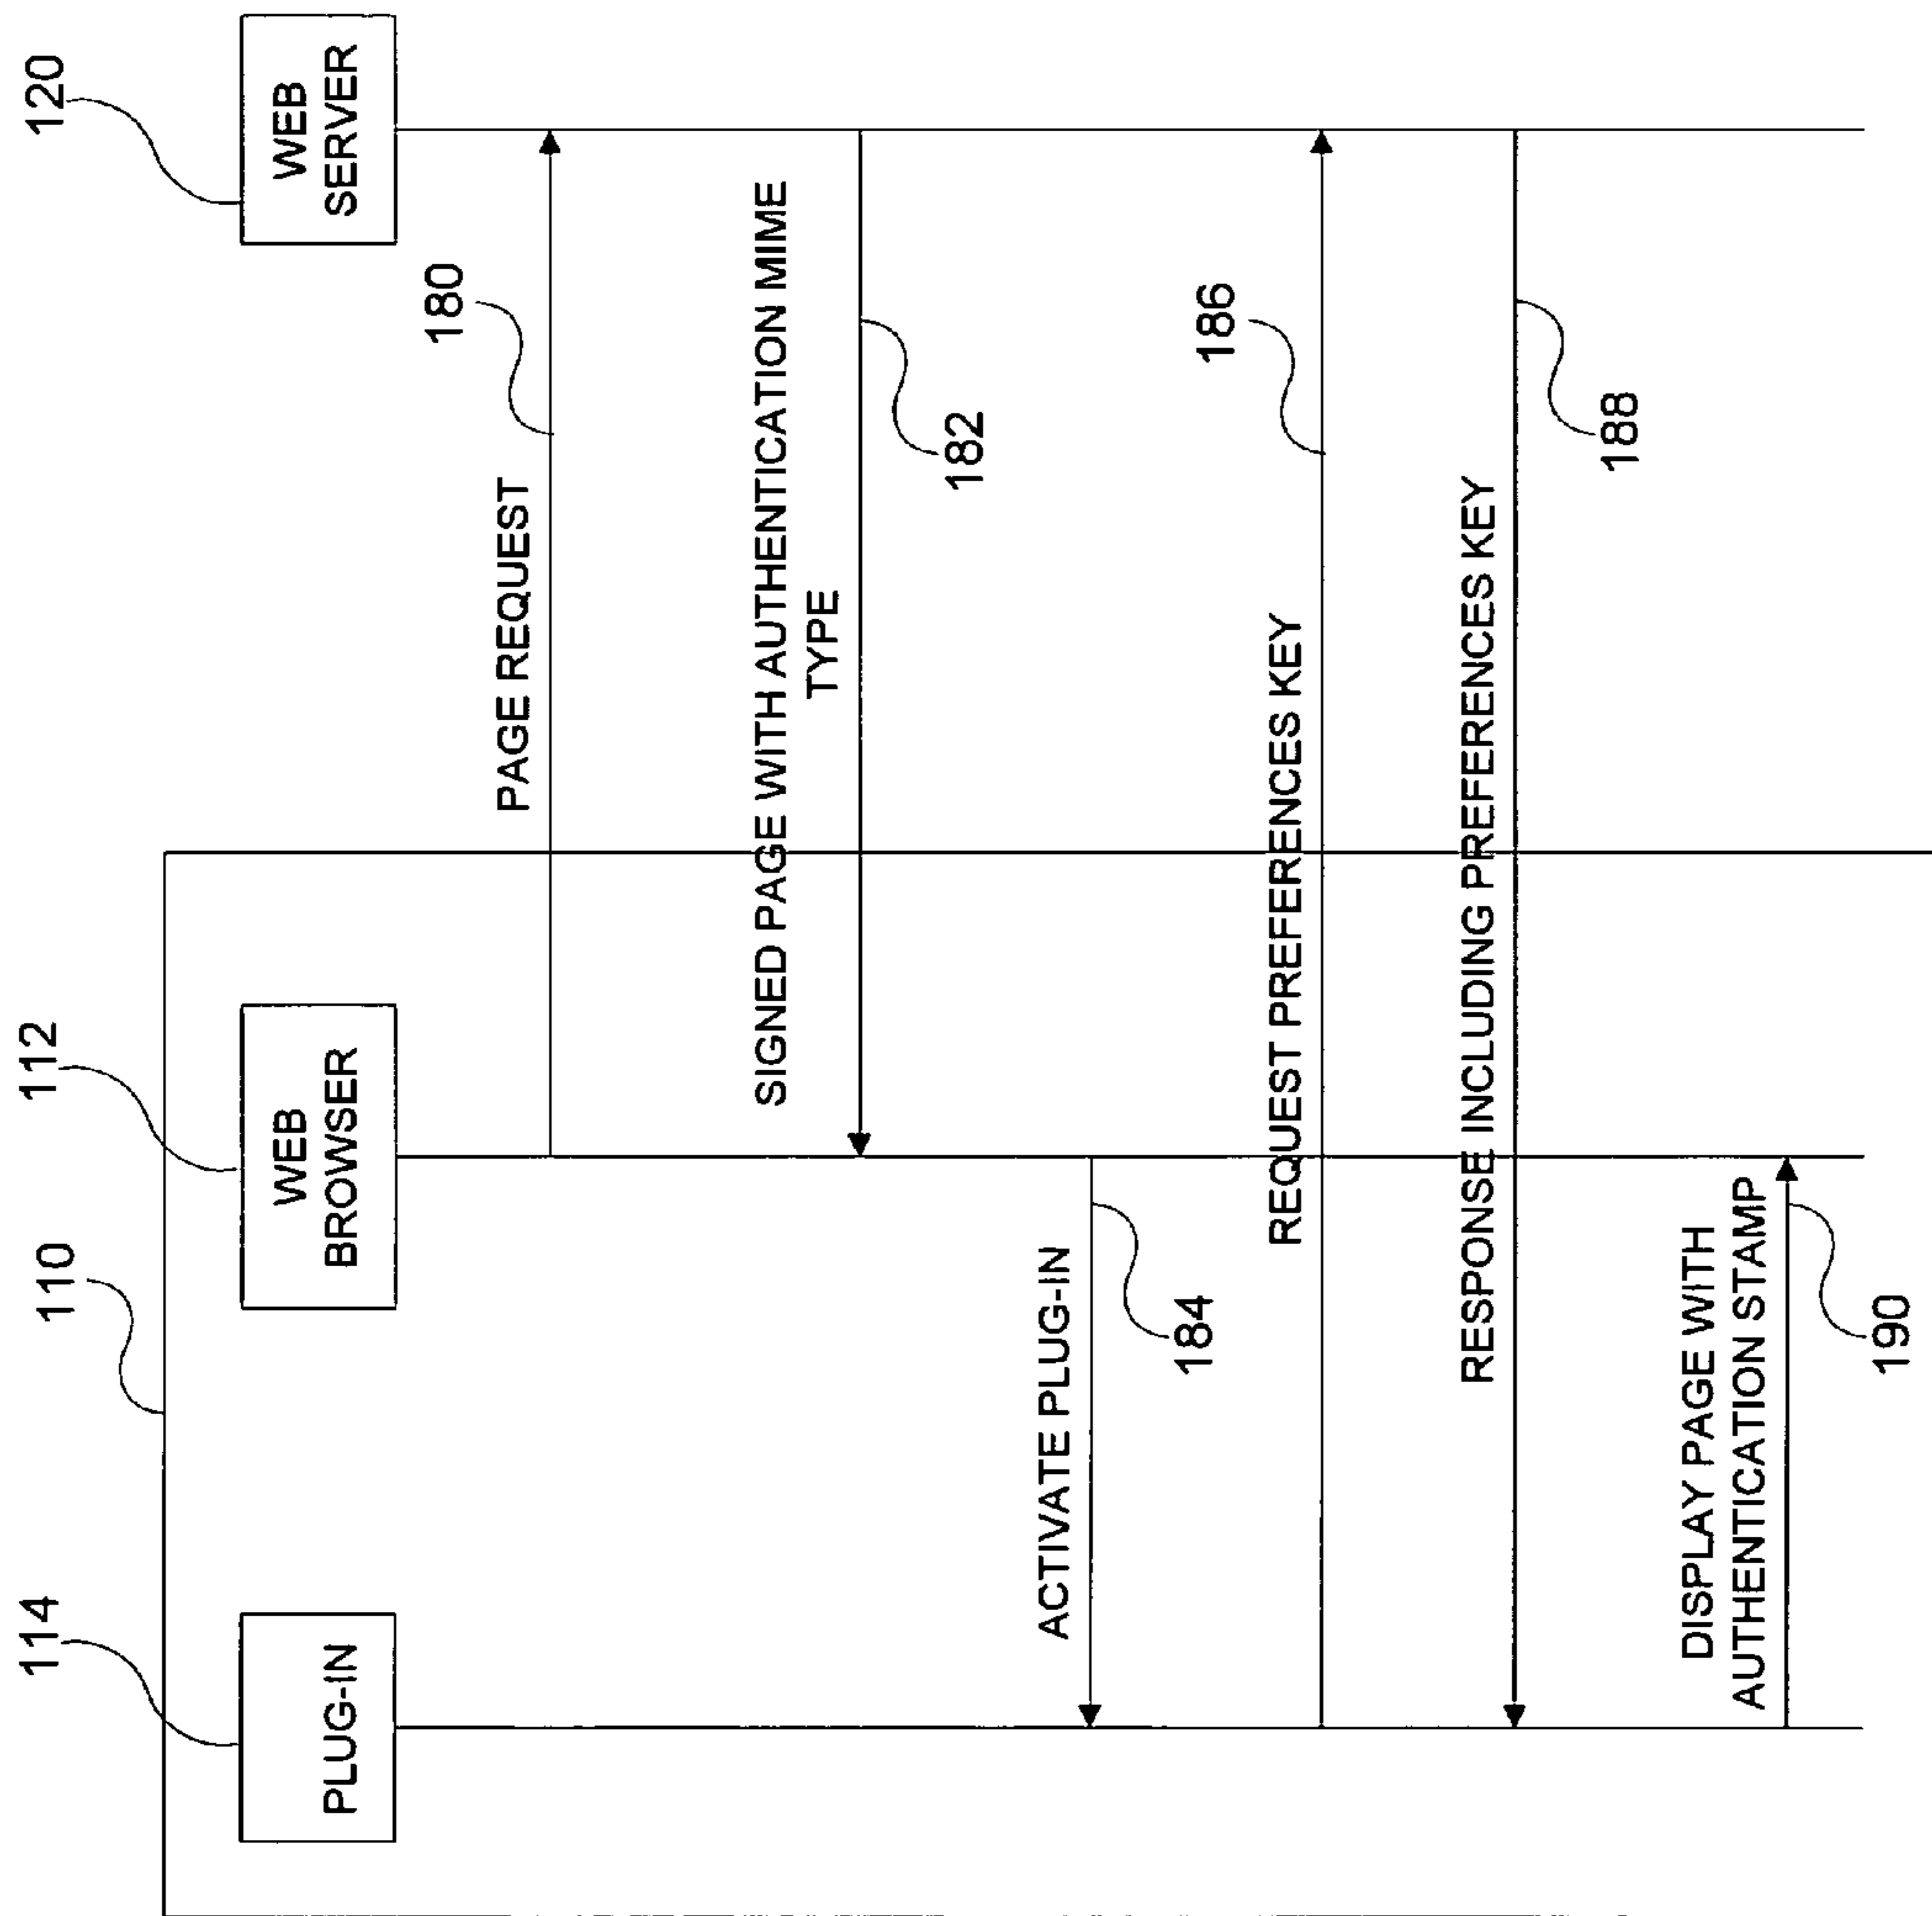 110
114
112
120
PLUG-IN
WEB
BROWSER
WEB
SERVER
180
PAGE REQUEST
SIGNED PAGE WITH AUTHENTICATION MIME
TYPE
182
ACTIVATE PLUG-IN
184
186
REQUEST PREFERENCES KEY
RESPONSE INCLUDING PREFERENCES KEY
188
DISPLAY PAGE WITH
AUTHENTICATION STAMP
190